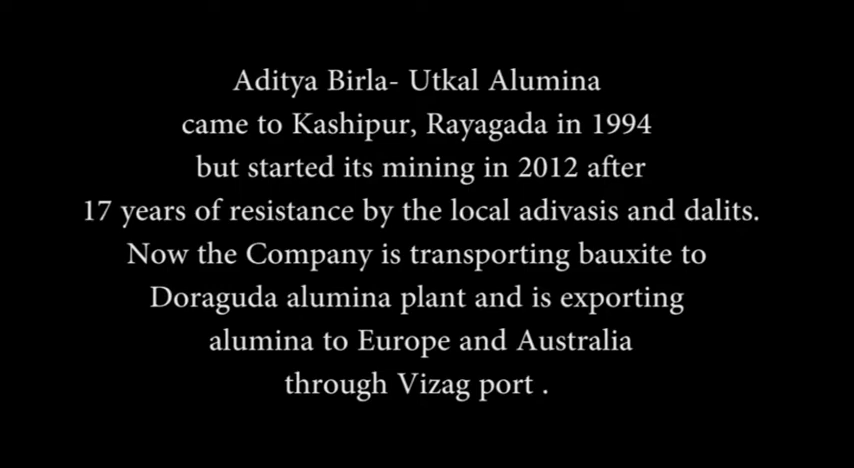 Aditya Birla- Utkal Alumina
came to Kashipur, Rayagada in 1994
but started its mining in 2012 after
17 years of resistance by the local adivasis and dalits.
Now the Company is transporting bauxite to
Doraguda alumina plant and is exporting
alumina to Europe and Australia
through Vizag port .